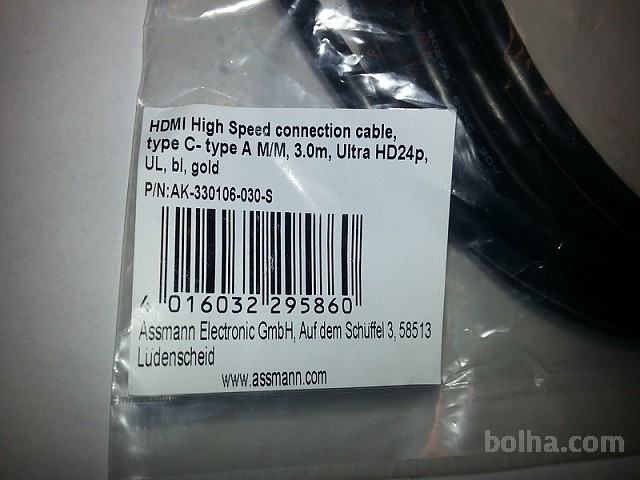 HDMI High Speed connection cable,
type C- type A M/M, 3.0m, Ultra HD24p,
UL, bl, gold
P/N:AK-330106-030-S
4 016032 295860
Assmann Electronic GmbH, Auf dem Schüffel 3, 58513
Lüdenscheid
www.assmann.com
bolha.com